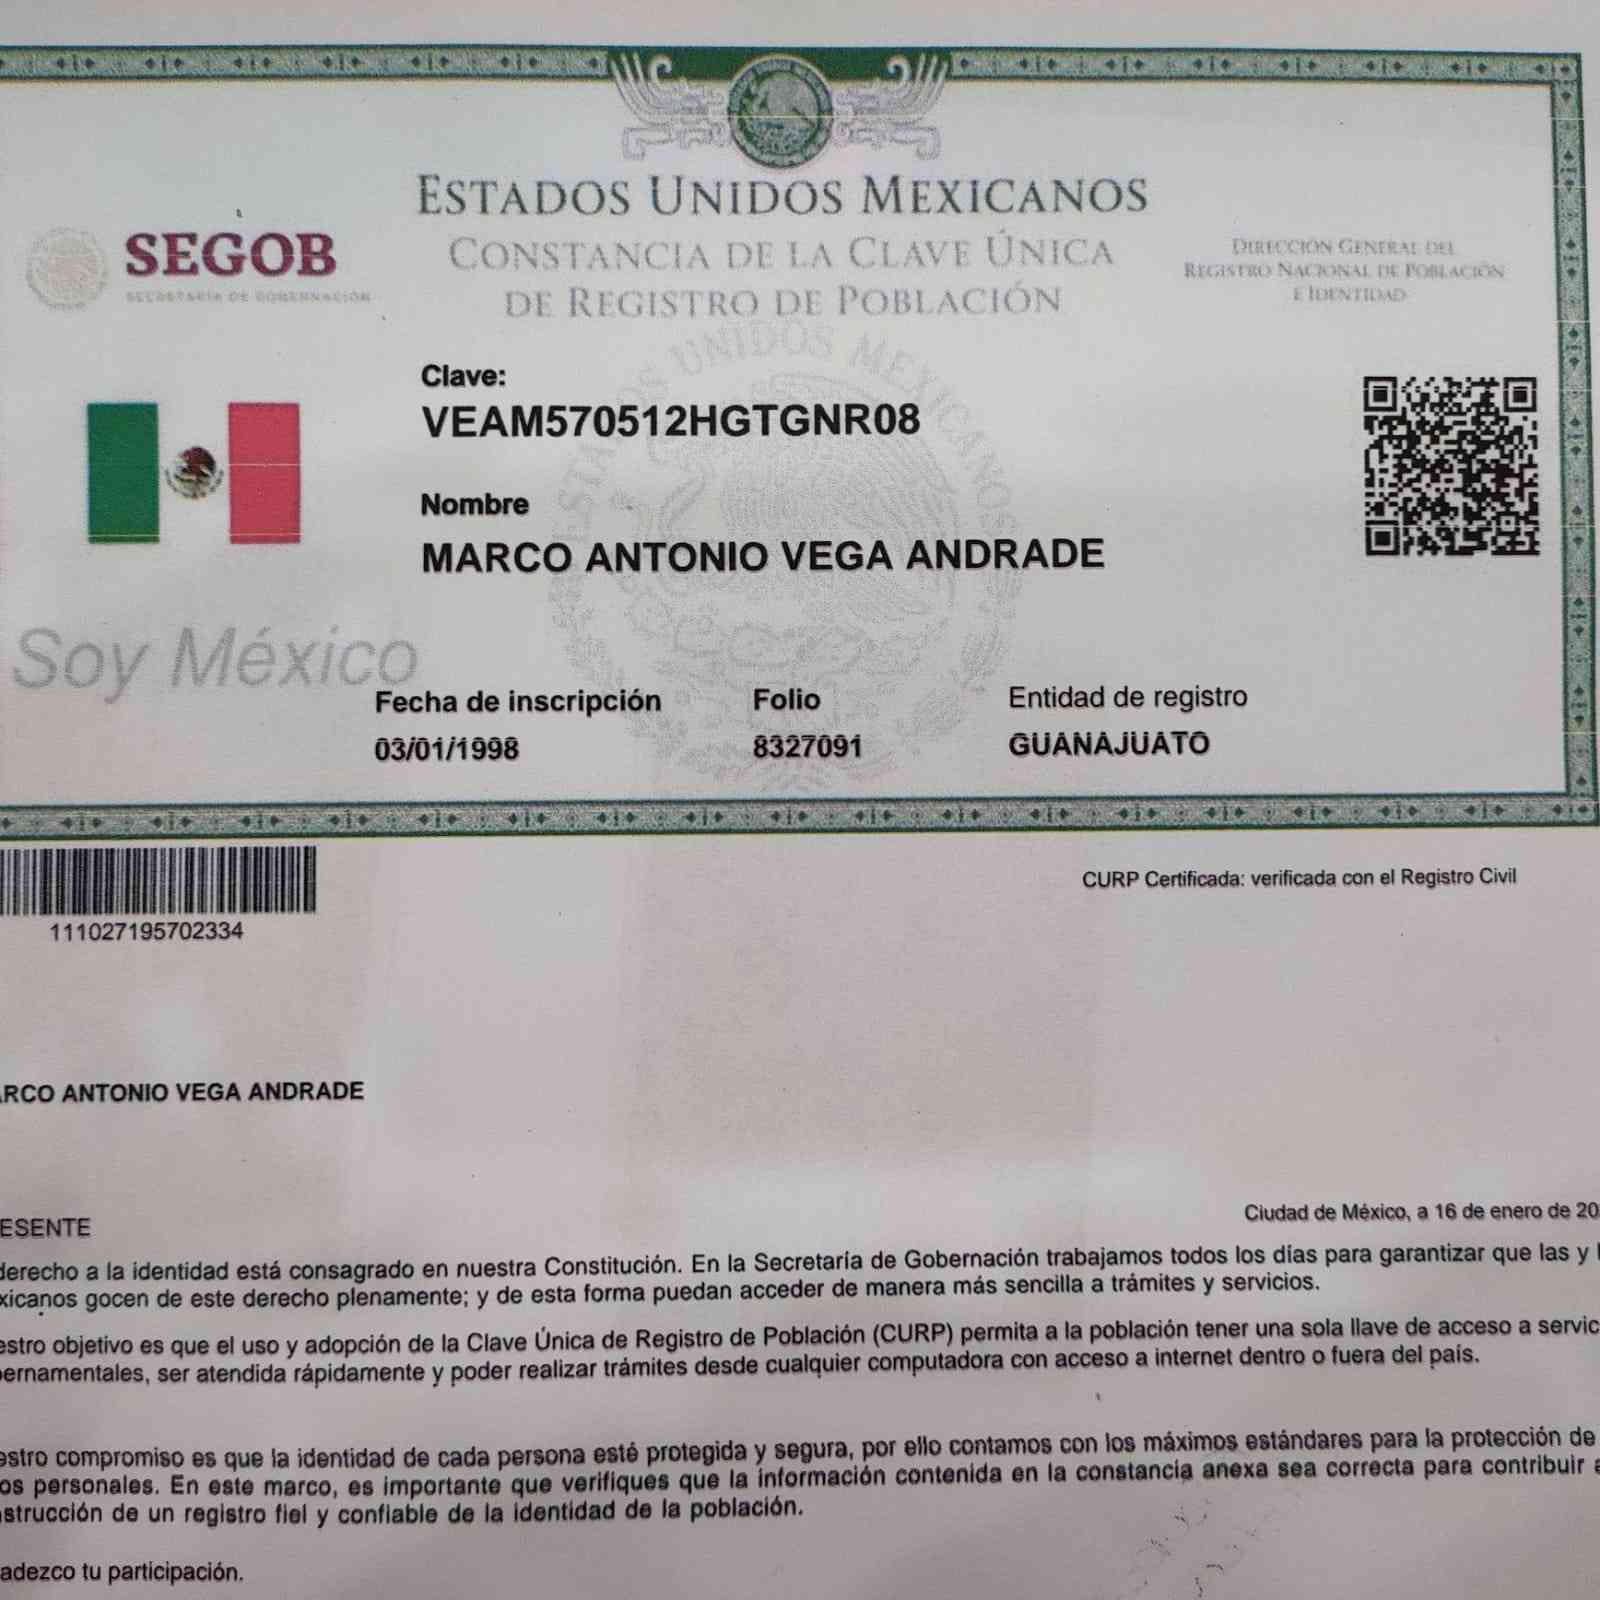 ESTADOS UNIDOS MEXICANOS
CONSTANCIA DE LA CLAVE ÚNICA
DE REGISTRO DE POBLACIÓN
SEGOB
SECRETARÍA DE GOBERNACIÓN
DIRECCIÓN GENERAL DEL
REGISTRO NACIONAL DE POBLACIÓN
E IDENTIDAD
ESTADOS UNIDOS MEXICANOS
Clave:
VEAM570512HGTGNR08
Nombre
MARCO ANTONIO VEGA ANDRADE
Soy México
Fecha de inscripción Folio Entidad de registro
03/01/1998 8327091 GUANAJUATO
CURP Certificada: verificada con el Registro Civil
111027195702334
ARCO ANTONIO VEGA ANDRADE
Ciudad de México, a 16 de enero de 20
ESENTE
derecho a la identidad está consagrado en nuestra Constitución. En la Secretaría de Gobernación trabajamos todos los días para garantizar que las y
xicanos gocen de este derecho plenamente; y de esta forma puedan acceder de manera más sencilla a trámites y servicios.
estro objetivo es que el uso y adopción de la Clave Única de Registro de Población (CURP) permita a la población tener una sola llave de acceso a servic
bernamentales, ser atendida rápidamente y poder realizar trámites desde cualquier computadora con acceso a internet dentro o fuera del país.
estro compromiso es que la identidad de cada persona esté protegida y segura, por ello contamos con los máximos estándares para la protección de
os personales. En este marco, es importante que verifiques que la información contenida en la constancia anexa sea correcta para contribuir a
strucción de un registro fiel y confiable de la identidad de la población.
adezco tu participación.